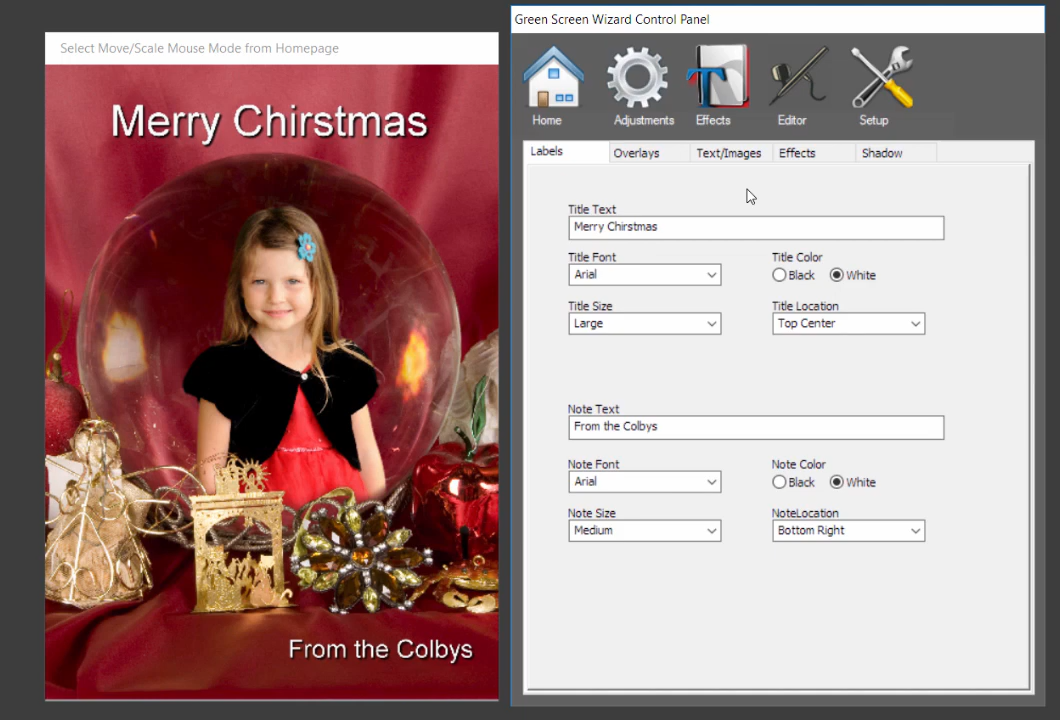 Select Move/Scale Mouse Mode from Homepage
Merry Chirstmas
From the Colbys
Green Screen Wizard Control Panel
Home Adjustments Effects Editor Setup
Labels Overlays Text/Images Effects Shadow
Title Text
Merry Chirstmas
Title Font Title Color
Arial Black White
Title Size Title Location
Large Top Center
Note Text
From the Colbys
Note Font Note Color
Arial Black White
Note Size NoteLocation
Medium Bottom Right